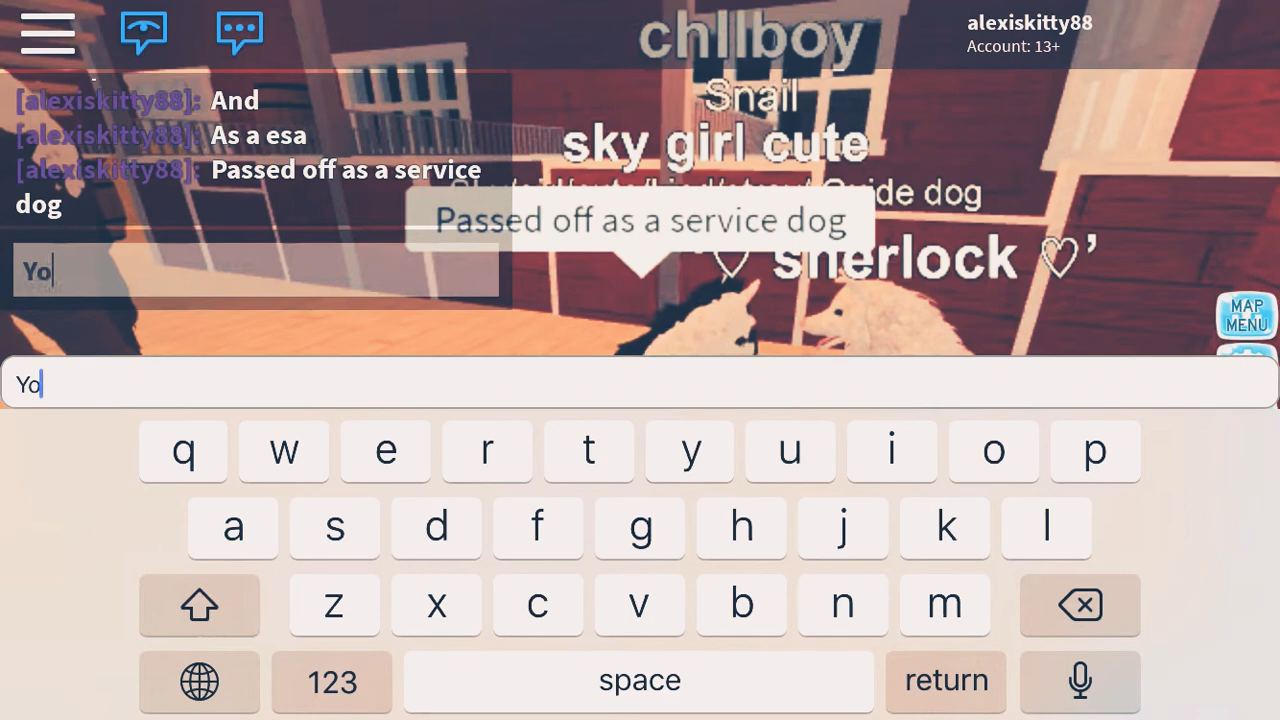 chllboy
alexiskitty88
Account: 13+
[alexiskitty88]: And
Snail
[alexiskitty88]: As a esa
sky girl cute
[alexiskitty88]: Passed off as a service
dog
de dog
Passed off as a service dog
sherlock ♡’
Yo
MAP
MENU
Yo
q w e r t y u i o p
a s d f g h j k l
z x c v b n m
123 space return